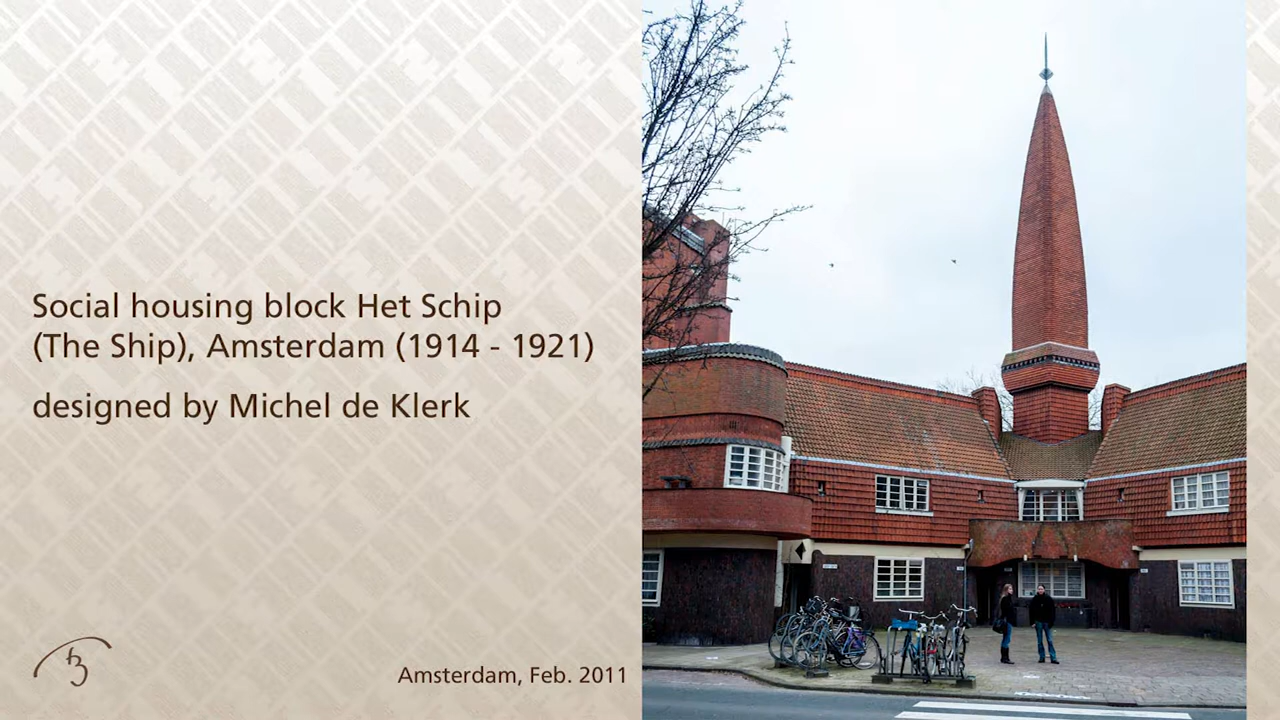 Social housing block Het Schip
(The Ship), Amsterdam (1914 - 1921)
designed by Michel de Klerk
Amsterdam, Feb. 2011